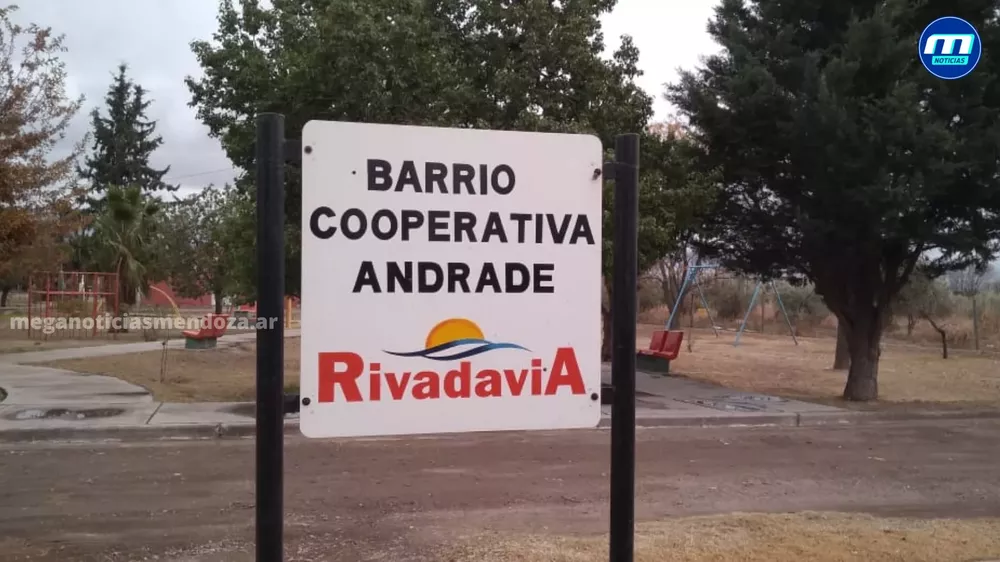 M
NOTICIAS
BARRIO
COOPERATIVA
ANDRADE
RivadaviA
meganoticiasmendoza.ar